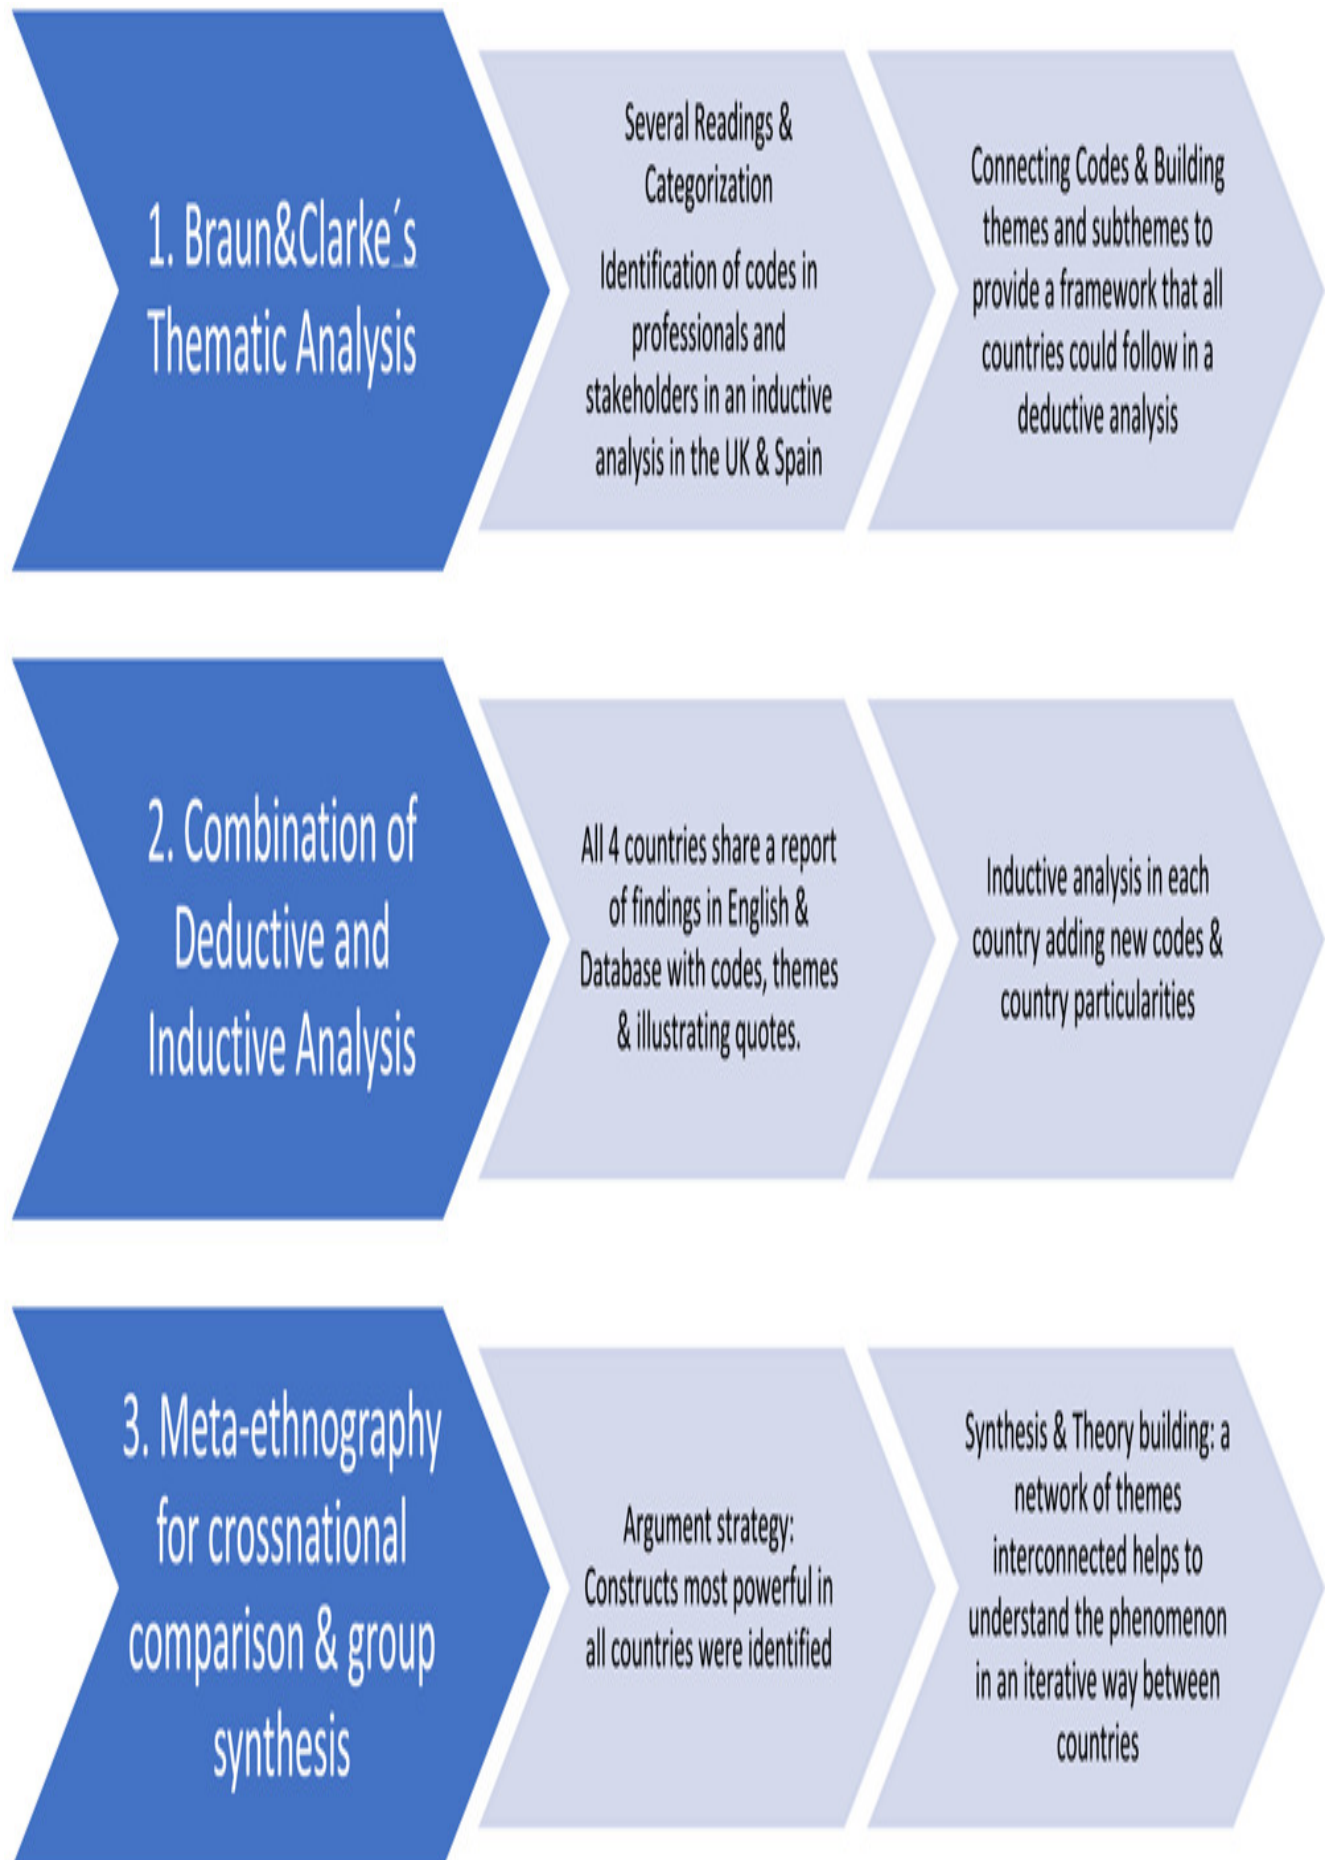 1. Braun&Clarke´s
Thematic Analysis
Several Readings &
Categorization
Identification of codes in
professionals and
stakeholders in an inductive
analysis in the UK & Spain
Connecting Codes & Building
themes and subthemes to
provide a framework that all
countries could follow in a
deductive analysis
2. Combination of
Deductive and
Inductive Analysis
All 4 countries share a report
of findings in English &
Database with codes, themes
& illustrating quotes.
Inductive analysis in each
country adding new codes &
country particularities
3. Meta-ethnography
for crossnational
comparison & group
synthesis
Argument strategy:
Constructs most powerful in
all countries were identified
Synthesis & Theory building: a
network of themes
interconnected helps to
understand the phenomenon
in an iterative way between
countries